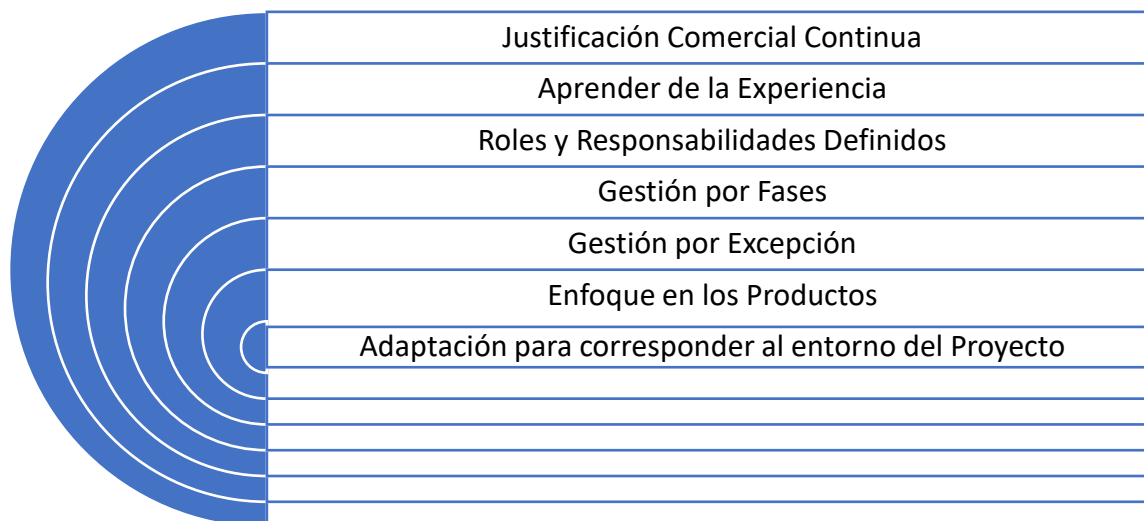 Justificación Comercial Continua
Aprender de la Experiencia
Roles y Responsabilidades Definidos
Gestión por Fases
Gestión por Excepción
Enfoque en los Productos
Adaptación para corresponder al entorno del Proyecto